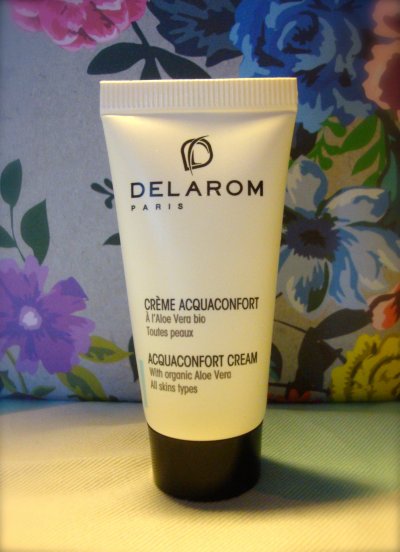 DELAROM
PARIS
CRÈME ACQUACONFORT
À l'Aloe Vera bio
Toutes peaux
ACQUACONFORT CREAM
With organic Aloe Vera
All skins types